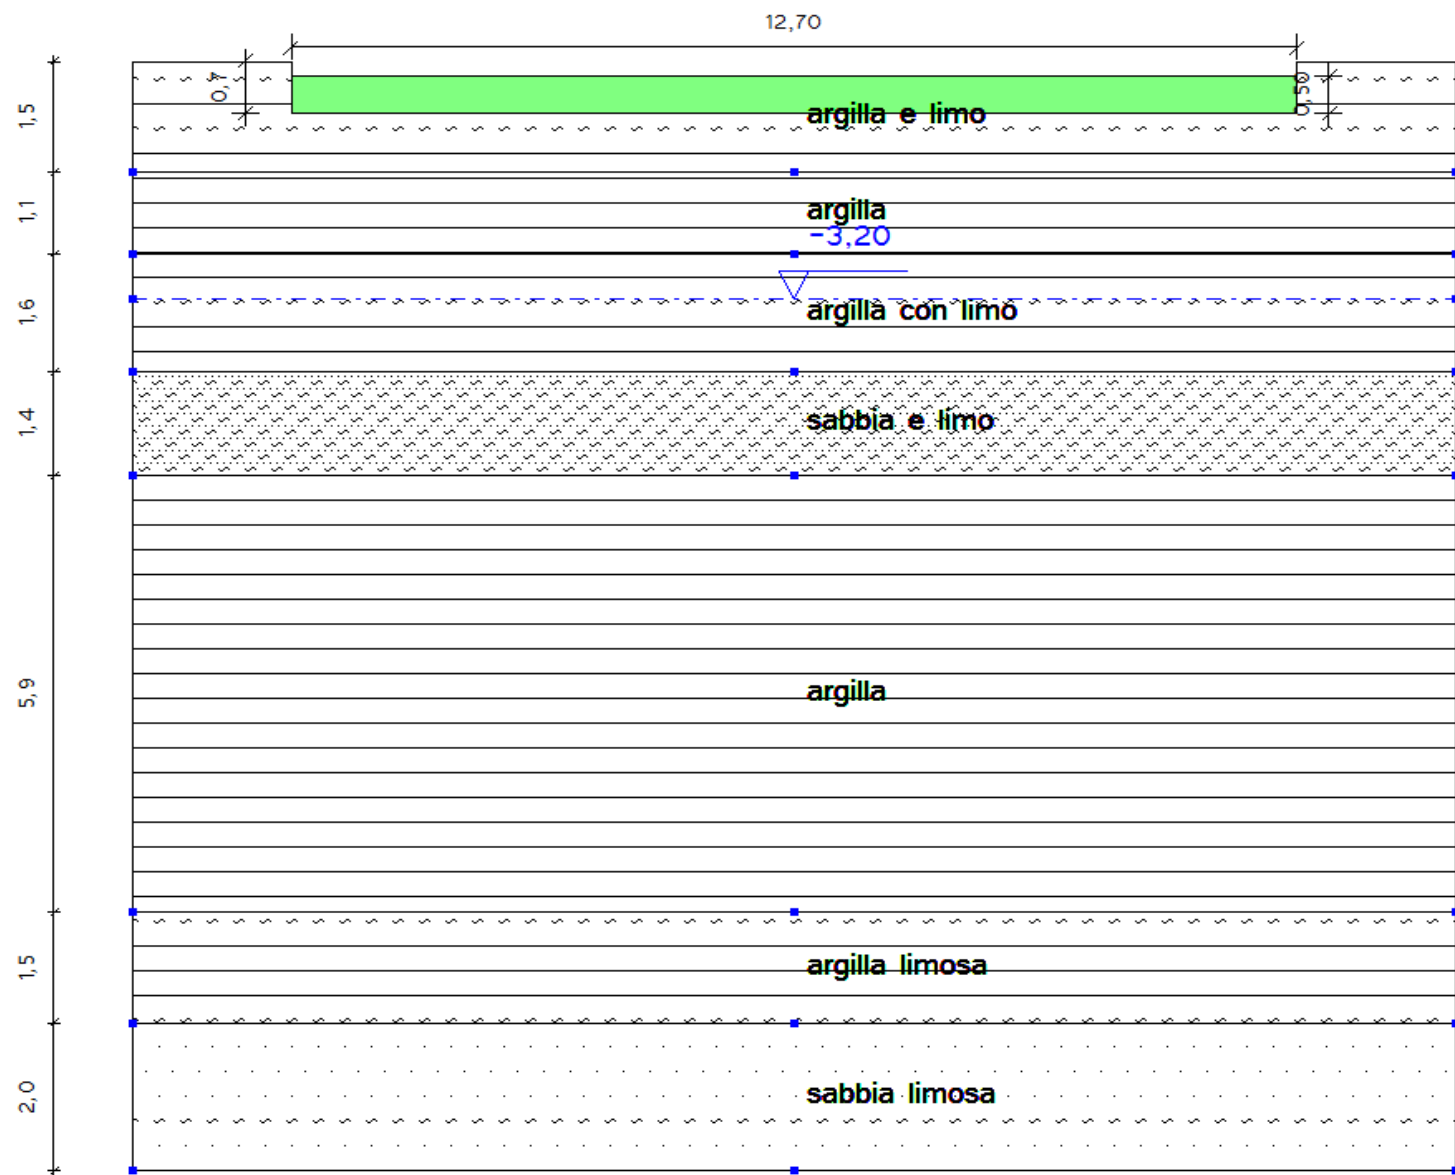 12,70
0,7
0,50
1,5
argilla e limo
1,1
argilla
-3,20
1,6
argilla con limo
1,4
sabbia e limo
5,9
argilla
1,5
argilla limosa
2,0
sabbia limosa